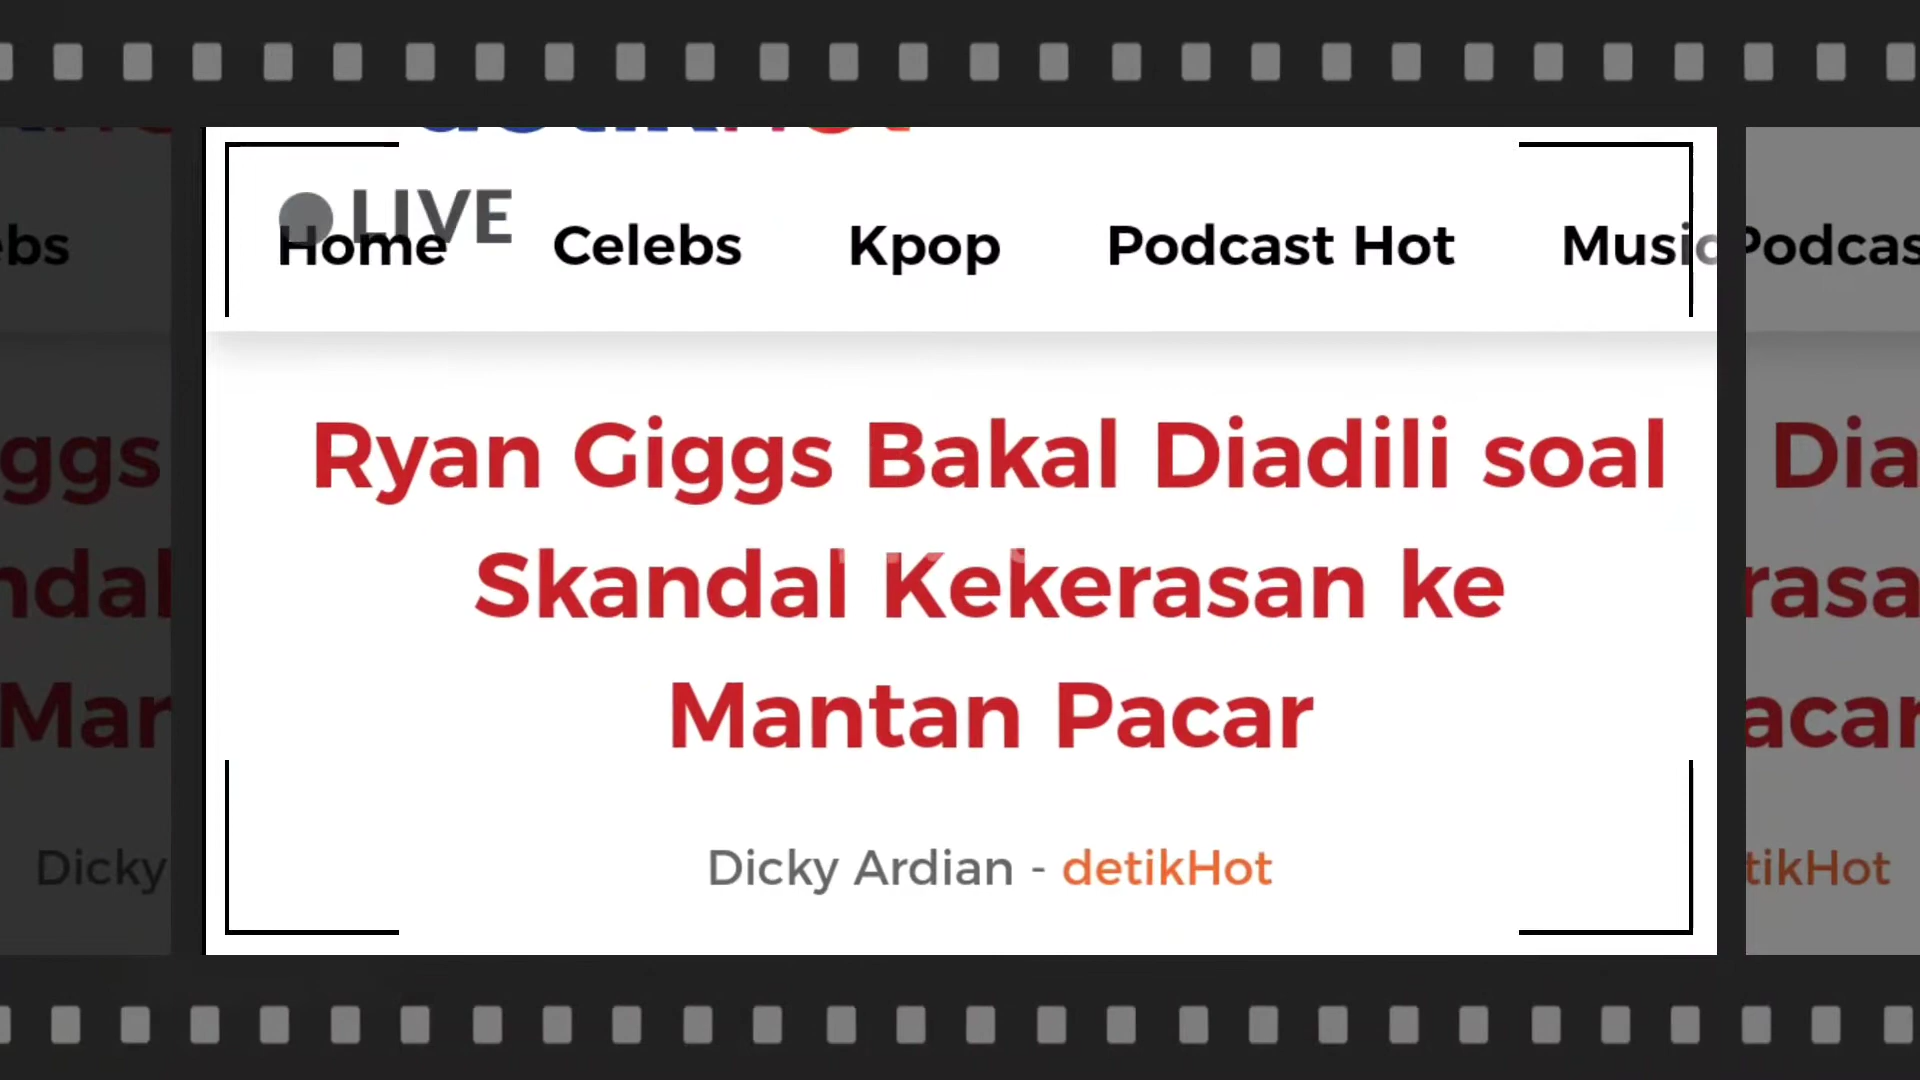 LIVE
Home Celebs Kpop Podcast Hot Music
Ryan Giggs Bakal Diadili soal
Skandal Kekerasan ke
Mantan Pacar
Dicky Ardian - detikHot